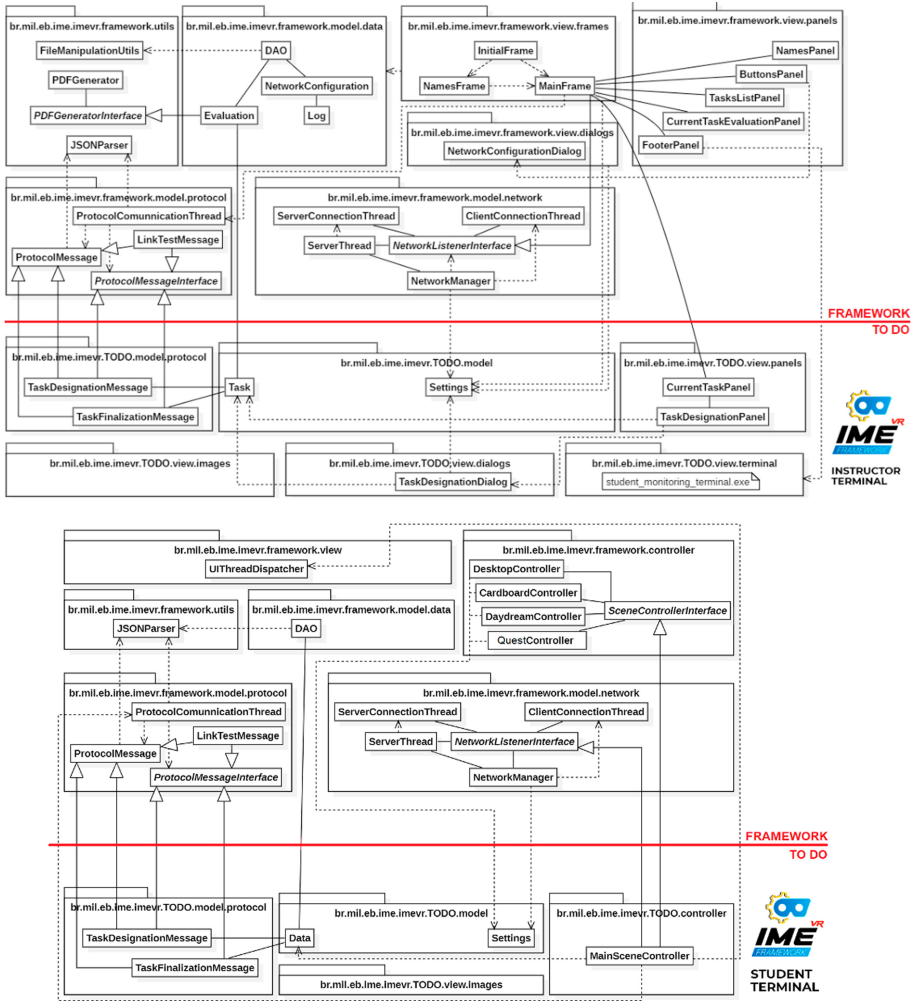 br.mil.eb.ime.imevr.framework.utils
FileManipulationUtils
PDFGenerator
PDFGeneratorInterface
JSONParser
br.mil.eb.ime.imevr.framework.model.data
DAO
NetworkConfiguration
Log
Evaluation
br.mil.eb.ime.imevr.framework.view.frames
InitialFrame
NamesFrame
MainFrame
br.mil.eb.ime.imevr.framework.view.dialogs
NetworkConfigurationDialog
br.mil.eb.ime.imevr.framework.view.panels
NamesPanel
ButtonsPanel
TasksListPanel
CurrentTaskEvaluationPanel
FooterPanel
br.mil.eb.ime.imevr.framework.model.protocol
ProtocolComunnicationThread
LinkTestMessage
ProtocolMessage
ProtocolMessageInterface
br.mil.eb.ime.imevr.framework.model.network
ServerConnectionThread
ClientConnectionThread
ServerThread
NetworkListenerInterface
NetworkManager
FRAMEWORK
TO DO
br.mil.eb.ime.imevr.TODO.model.protocol
TaskDesignationMessage
TaskFinalizationMessage
br.mil.eb.ime.imevr.TODO.model
Task
Settings
br.mil.eb.ime.imevr.TODO.view.panels
CurrentTaskPanel
TaskDesignationPanel
br.mil.eb.ime.imevr.TODO.view.images
br.mil.eb.ime.imevr.TODO.view.dialogs
TaskDesignationDialog
br.mil.eb.ime.imevr.TODO.view.terminal
student_monitoring_terminal.exe
IME VR
FRAMEWORK
INSTRUCTOR
TERMINAL
br.mil.eb.ime.imevr.framework.view
UIThreadDispatcher
br.mil.eb.ime.imevr.framework.controller
DesktopController
CardboardController
SceneControllerInterface
DaydreamController
QuestController
br.mil.eb.ime.imevr.framework.utils
JSONParser
br.mil.eb.ime.imevr.framework.model.data
DAO
br.mil.eb.ime.imevr.framework.model.protocol
ProtocolComunnicationThread
LinkTestMessage
ProtocolMessage
ProtocolMessageInterface
br.mil.eb.ime.imevr.framework.model.network
ServerConnectionThread
ClientConnectionThread
ServerThread
NetworkListenerInterface
NetworkManager
FRAMEWORK
TO DO
br.mil.eb.ime.imevr.TODO.model.protocol
TaskDesignationMessage
TaskFinalizationMessage
br.mil.eb.ime.imevr.TODO.model
Data
Settings
br.mil.eb.ime.imevr.TODO.view.images
br.mil.eb.ime.imevr.TODO.controller
MainSceneController
IME VR
FRAMEWORK
STUDENT
TERMINAL